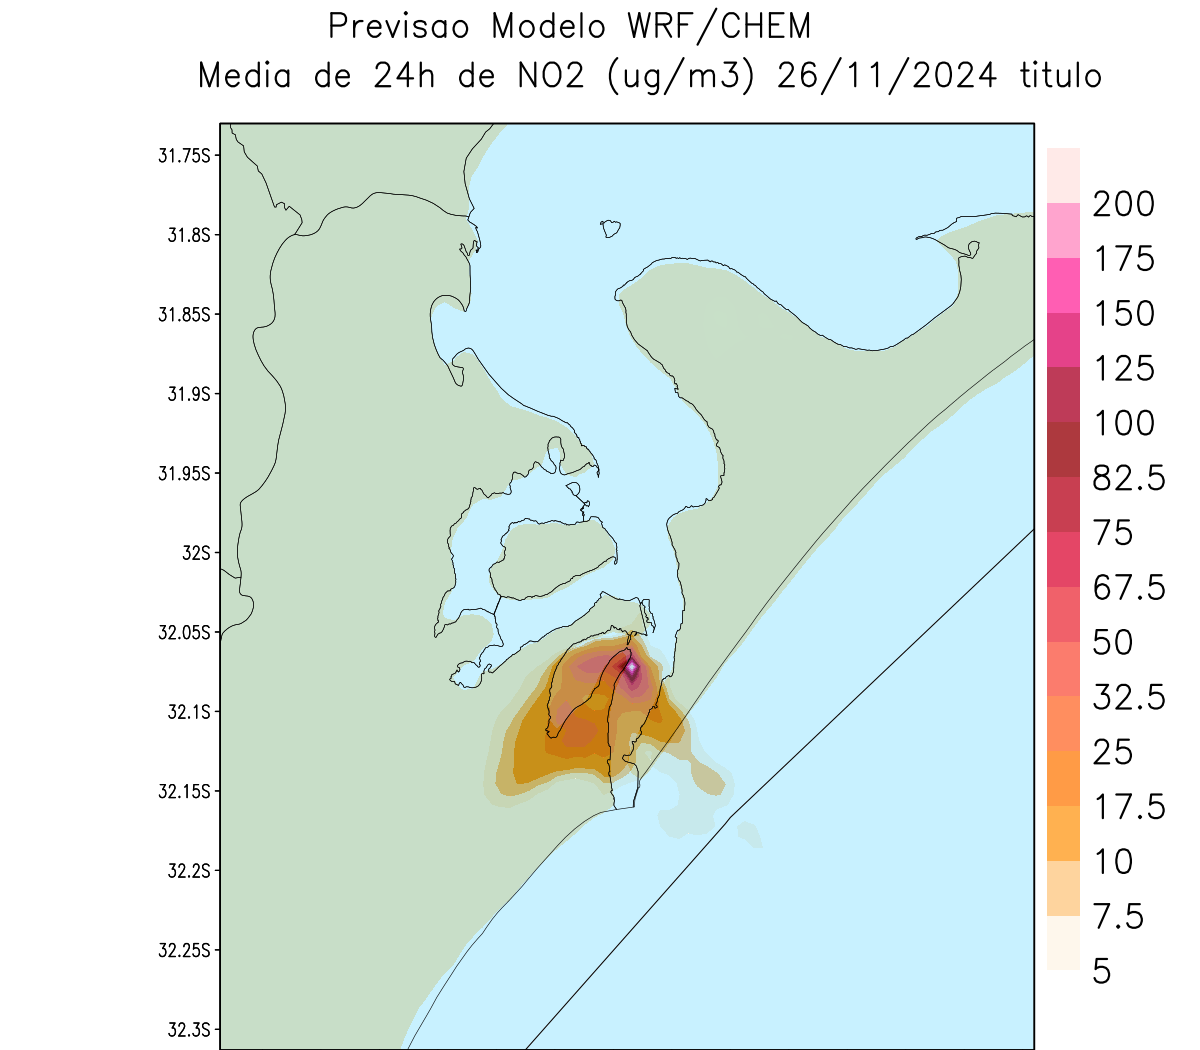 Previsao Modelo WRF/CHEM
Media de 24h de NO2 (ug/m3) 26/11/2024 titulo
31.75S
31.8S
31.85S
31.9S
31.95S
32S
32.05S
32.1S
32.15S
32.2S
32.25S
32.3S
200
175
150
125
100
82.5
75
67.5
50
32.5
25
17.5
10
7.5
5